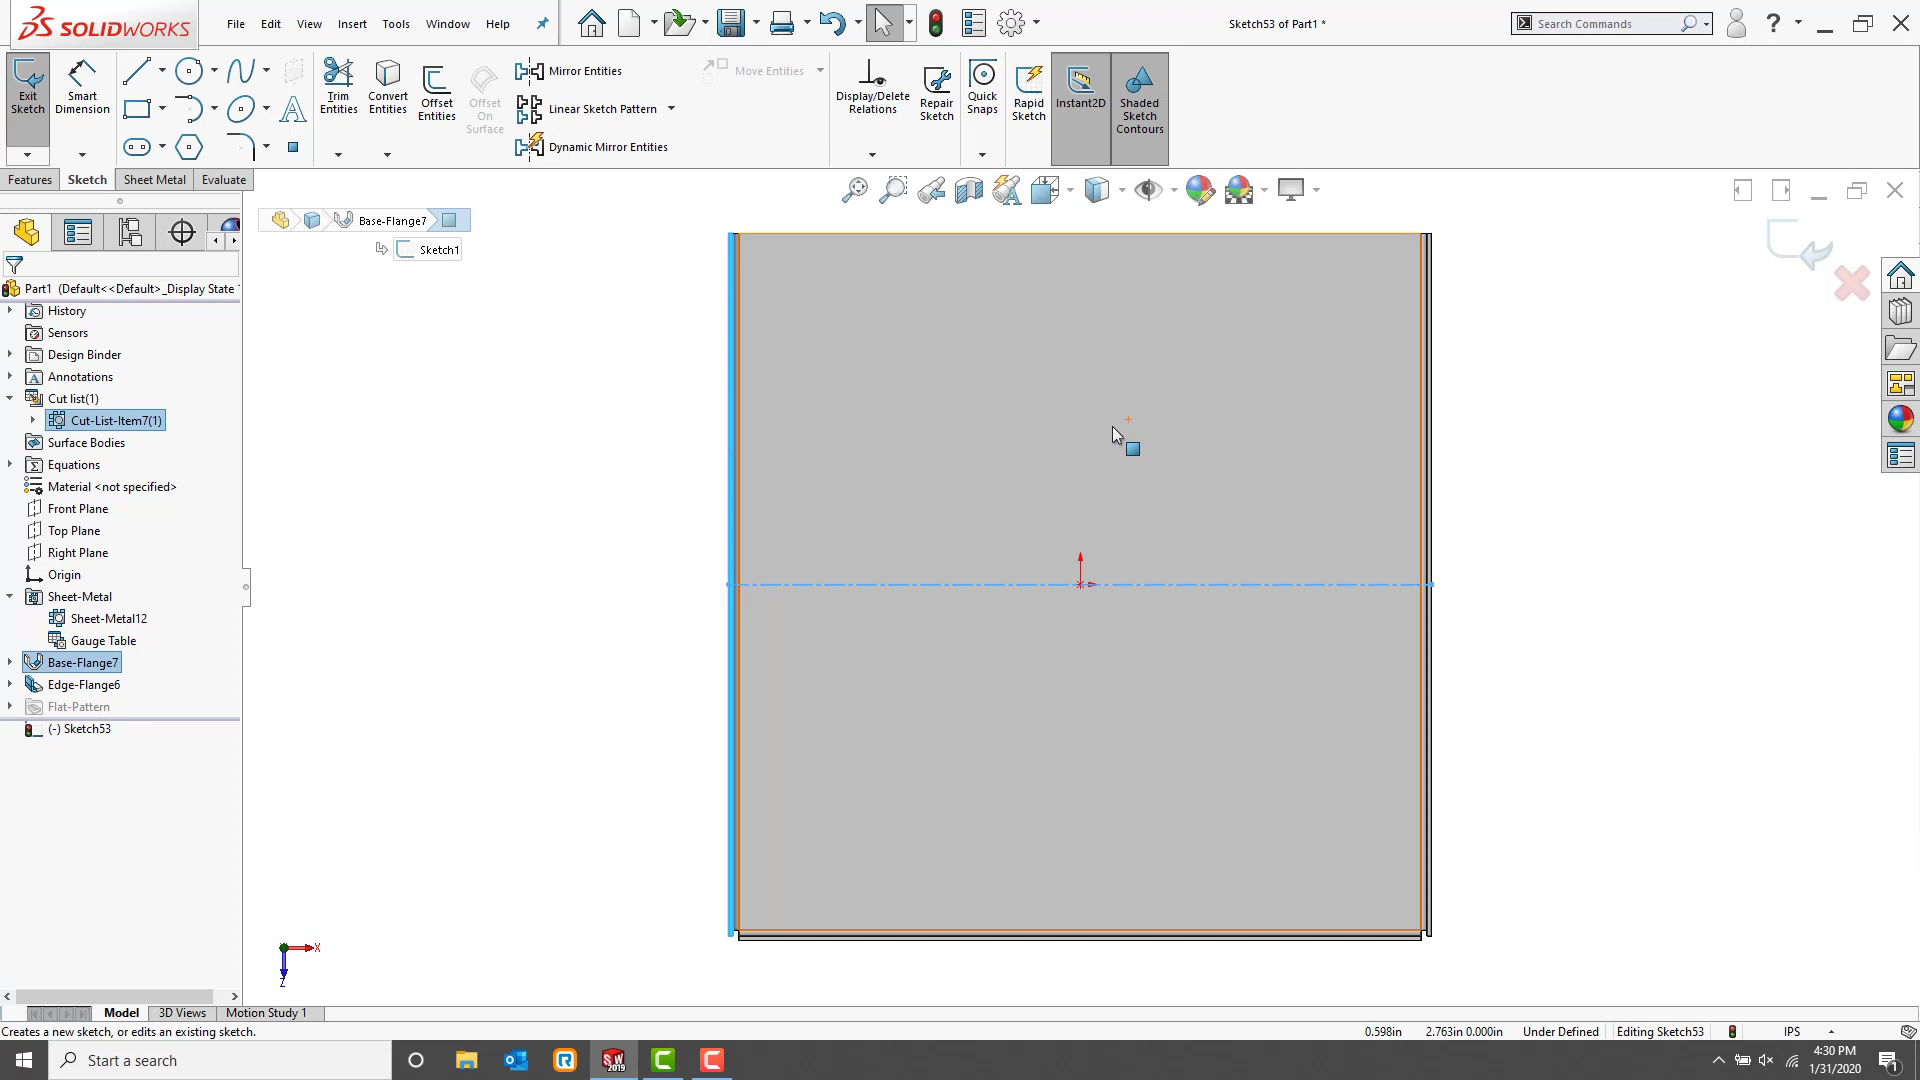 SOLIDWORKS
File Edit View Insert Tools Window Help
Sketch53 of Part1 *
Search Commands
Exit Sketch
Smart Dimension
Trim Entities
Convert Entities
Offset Entities
Offset On Surface
Mirror Entities
Linear Sketch Pattern
Dynamic Mirror Entities
Move Entities
Display/Delete Relations
Repair Sketch
Quick Snaps
Rapid Sketch
Instant2D
Shaded Sketch Contours
Features Sketch Sheet Metal Evaluate
Base-Flange7
Sketch1
Part1 (Default<<Default>_Display State
History
Sensors
Design Binder
Annotations
Cut list(1)
Cut-List-Item7(1)
Surface Bodies
Equations
Material <not specified>
Front Plane
Top Plane
Right Plane
Origin
Sheet-Metal
Sheet-Metal12
Gauge Table
Base-Flange7
Edge-Flange6
Flat-Pattern
(-) Sketch53
X
Z
Model 3D Views Motion Study 1
Creates a new sketch, or edits an existing sketch.
0.598in 2.763in 0.000in Under Defined Editing Sketch53 IPS
Start a search
SW 2019
4:30 PM
1/31/2020
1